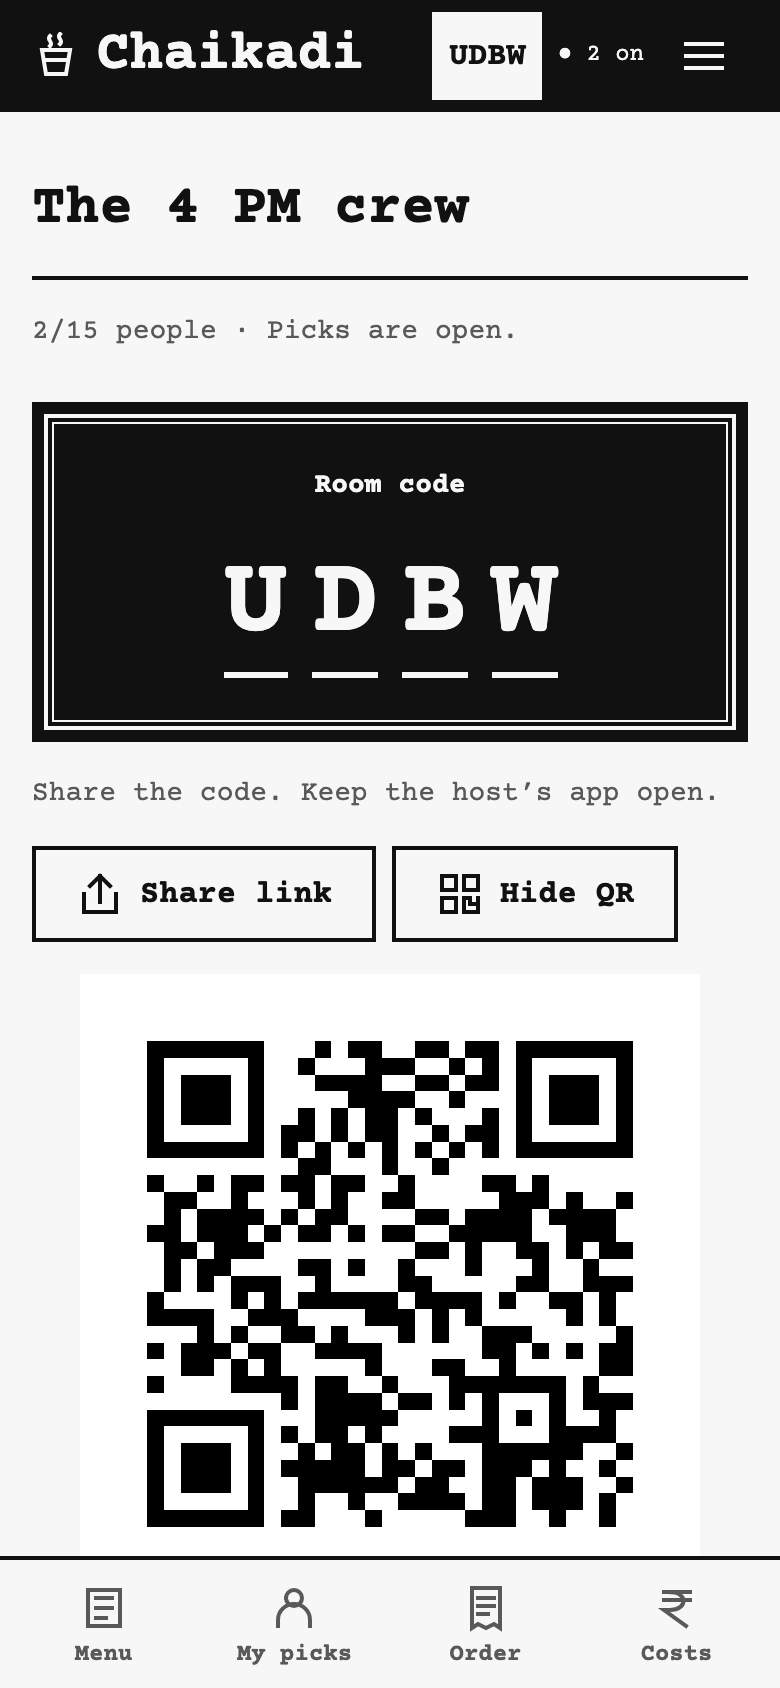 Chaikadi
UDBW
2 on
The 4 PM crew
2/15 people · Picks are open.
Room code
UDBW
Share the code. Keep the host’s app open.
Share link
Hide QR
Menu
My picks
Order
Costs